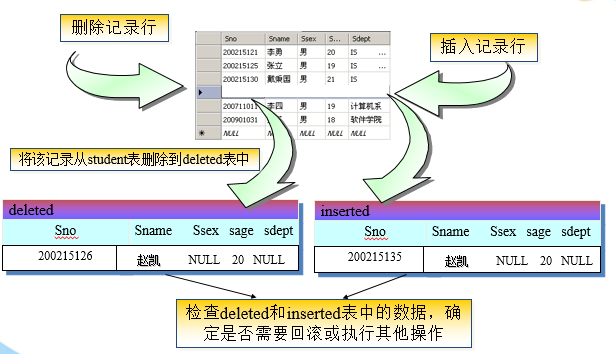 删除记录行
插入记录行
Sno Sname Ssex S... Sdept
200215121 李勇 男 20 IS ...
200215125 张立 男 19 IS ...
200215130 戴秉国 男 21 IS
200711011 李四 男 19 计算机系
200901031 男 18 软件学院
NULL NULL NULL NULL NULL
将该记录从student表删除到deleted表中
deleted
Sno Sname Ssex sage sdept
200215126 赵凯 NULL 20 NULL
inserted
Sno Sname Ssex sage sdept
200215135 赵凯 NULL 20 NULL
检查deleted和inserted表中的数据，确
定是否需要回滚或执行其他操作